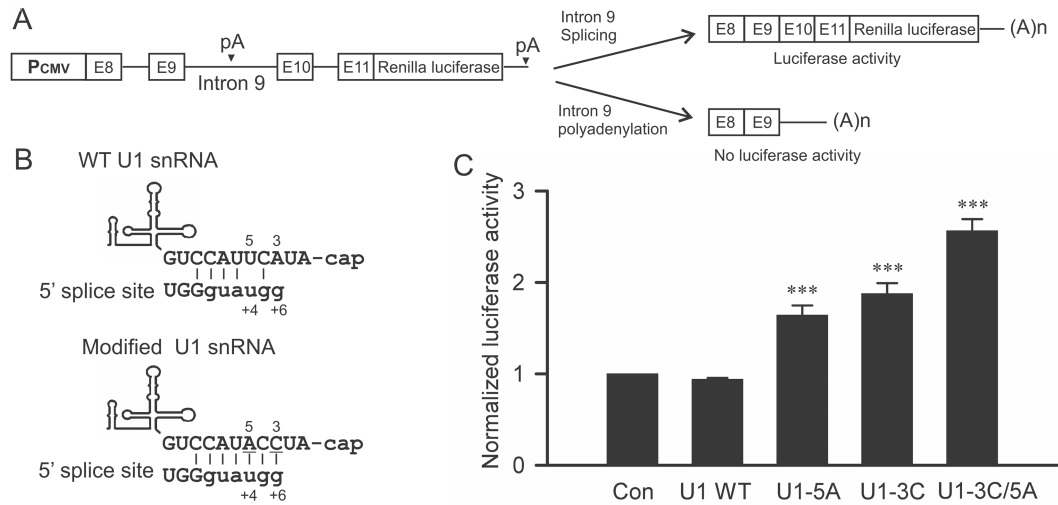 A
PCMV E8 E9 pA Intron 9 E10 E11 Renilla luciferase pA
Intron 9
Splicing
E8 E9 E10 E11 Renilla luciferase (A)n
Luciferase activity
Intron 9
polyadenylation
E8 E9 (A)n
No luciferase activity
B
WT U1 snRNA
5 3
GUCCAUUCAUA-cap
5’ splice site UGGguaugg
+4 +6
Modified U1 snRNA
5 3
GUCCAUACCUA-cap
5’ splice site UGGguaugg
+4 +6
C
Normalized luciferase activity
3
2
1
0
***
***
***
Con U1 WT U1-5A U1-3C U1-3C/5A